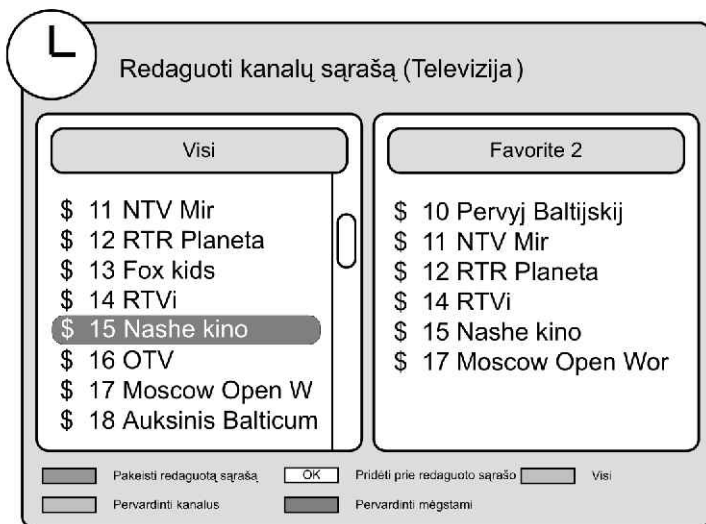 Redaguoti kanalų sąrašą (Televizija)
Visi
$ 11 NTV Mir
$ 12 RTR Planeta
$ 13 Fox kids
$ 14 RTVi
$ 15 Nashe kino
$ 16 OTV
$ 17 Moscow Open W
$ 18 Auksinis Balticum
Favorite 2
$ 10 Pervyj Baltijskij
$ 11 NTV Mir
$ 12 RTR Planeta
$ 14 RTVi
$ 15 Nashe kino
$ 17 Moscow Open Wor
Pakeisti redaguotą sąrašą OK Pridėti prie redaguoto sąrašo Visi
Pervardinti kanalus Pervardinti mėgstami